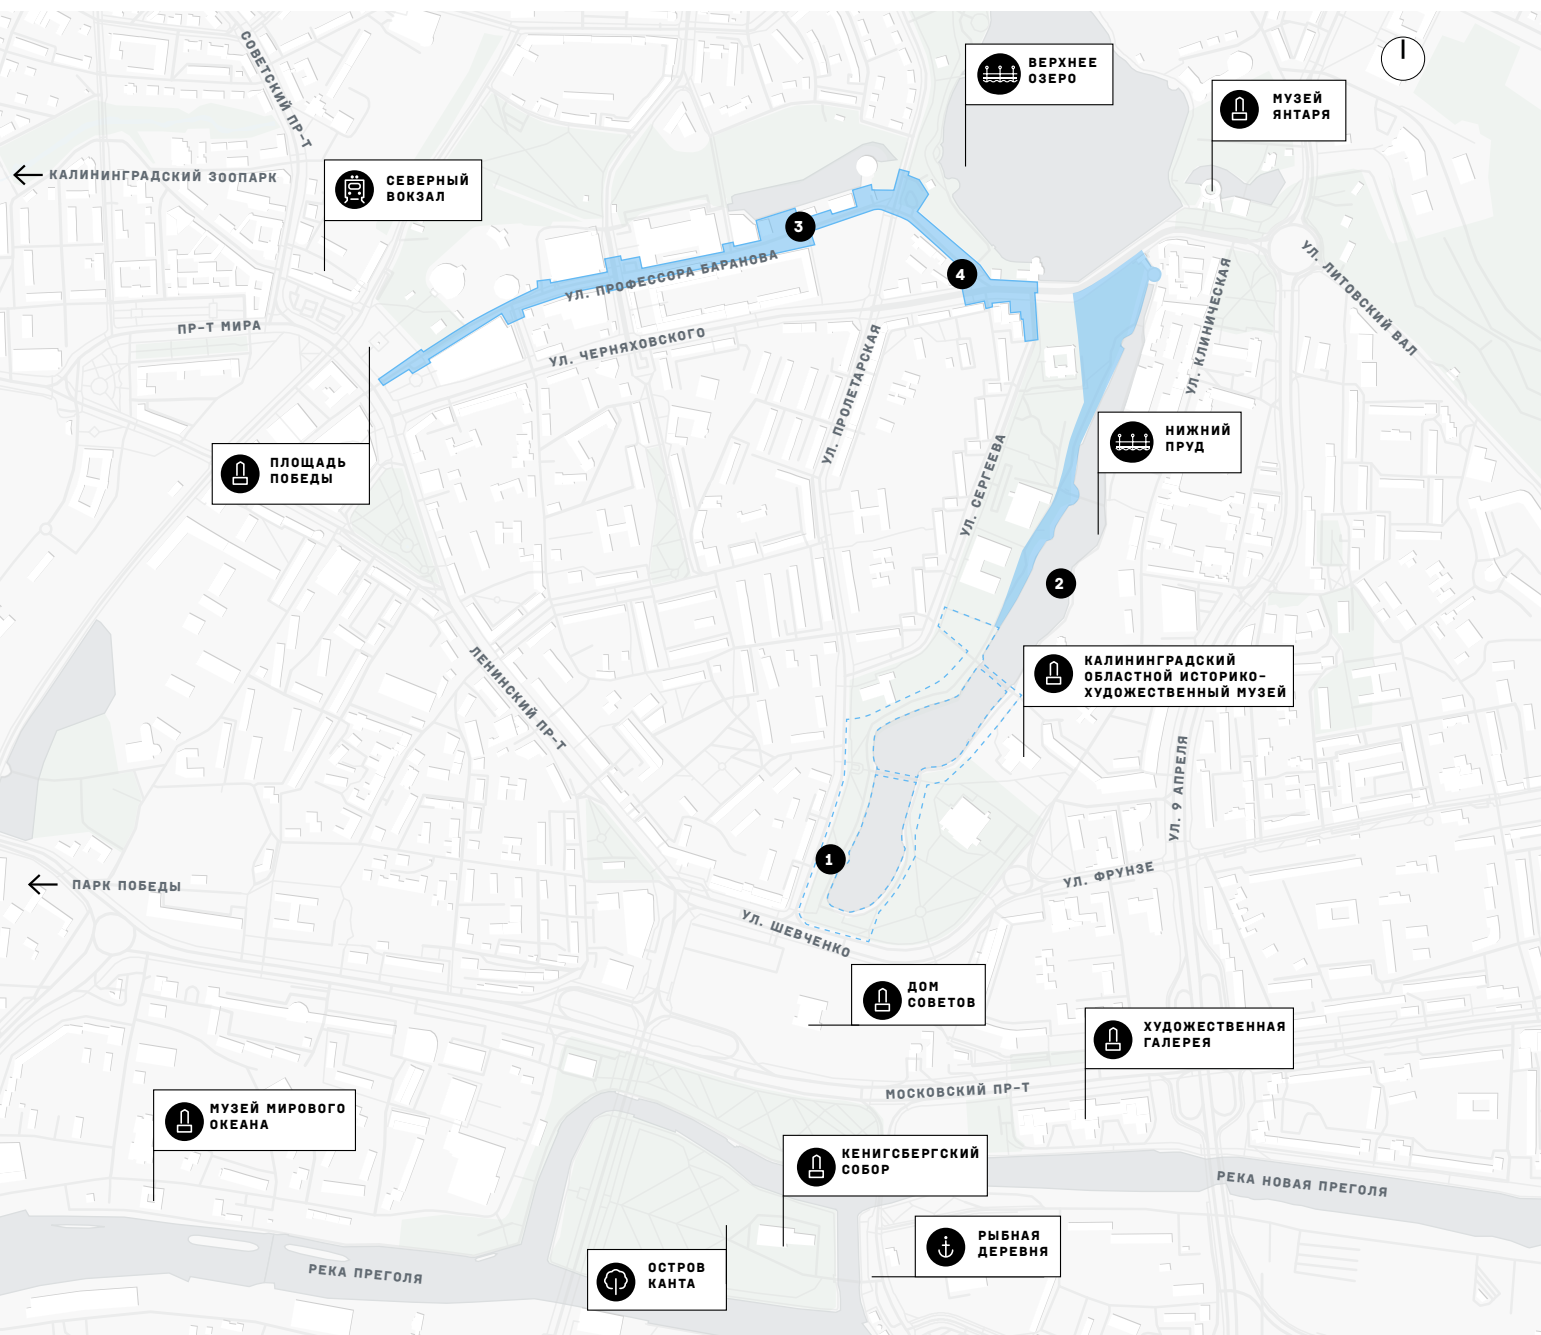 СОВЕТСКИЙ ПР-Т
ВЕРХНЕЕ
ОЗЕРО
МУЗЕЙ
ЯНТАРЯ
КАЛИНИНГРАДСКИЙ ЗООПАРК
СЕВЕРНЫЙ
ВОКЗАЛ
3
4
УЛ. ПРОФЕССОРА БАРАНОВА
УЛ. ЛИТОВСКИЙ ВАЛ
УЛ. КЛИНИЧЕСКАЯ
ПР-Т МИРА
УЛ. ЧЕРНЯХОВСКОГО
УЛ. ПРОЛЕТАРСКАЯ
НИЖНИЙ
ПРУД
ПЛОЩАДЬ
ПОБЕДЫ
УЛ. СЕРГЕЕВА
2
КАЛИНИНГРАДСКИЙ
ОБЛАСТНОЙ ИСТОРИКО-
ХУДОЖЕСТВЕННЫЙ МУЗЕЙ
ЛЕНИНСКИЙ ПР-Т
УЛ. 9 АПРЕЛЯ
1
УЛ. ФРУНЗЕ
ПАРК ПОБЕДЫ
УЛ. ШЕВЧЕНКО
ДОМ
СОВЕТОВ
ХУДОЖЕСТВЕННАЯ
ГАЛЕРЕЯ
МОСКОВСКИЙ ПР-Т
МУЗЕЙ МИРОВОГО
ОКЕАНА
КЕНИГСБЕРГСКИЙ
СОБОР
РЕКА НОВАЯ ПРЕГОЛЯ
РЫБНАЯ
ДЕРЕВНЯ
РЕКА ПРЕГОЛЯ
ОСТРОВ
КАНТА